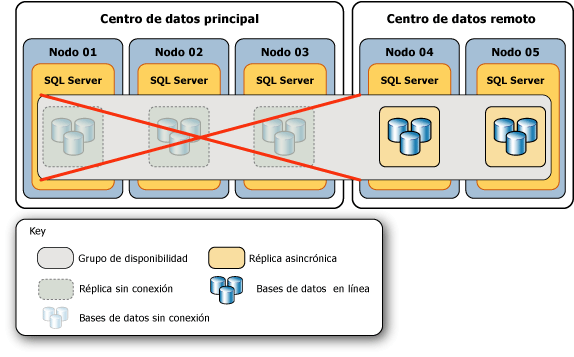 Centro de datos principal
Centro de datos remoto
Nodo 01
Nodo 02
Nodo 03
Nodo 04
Nodo 05
SQL Server
SQL Server
SQL Server
SQL Server
SQL Server
Key
Grupo de disponibilidad
Réplica asincrónica
Réplica sin conexión
Bases de datos en línea
Bases de datos sin conexión